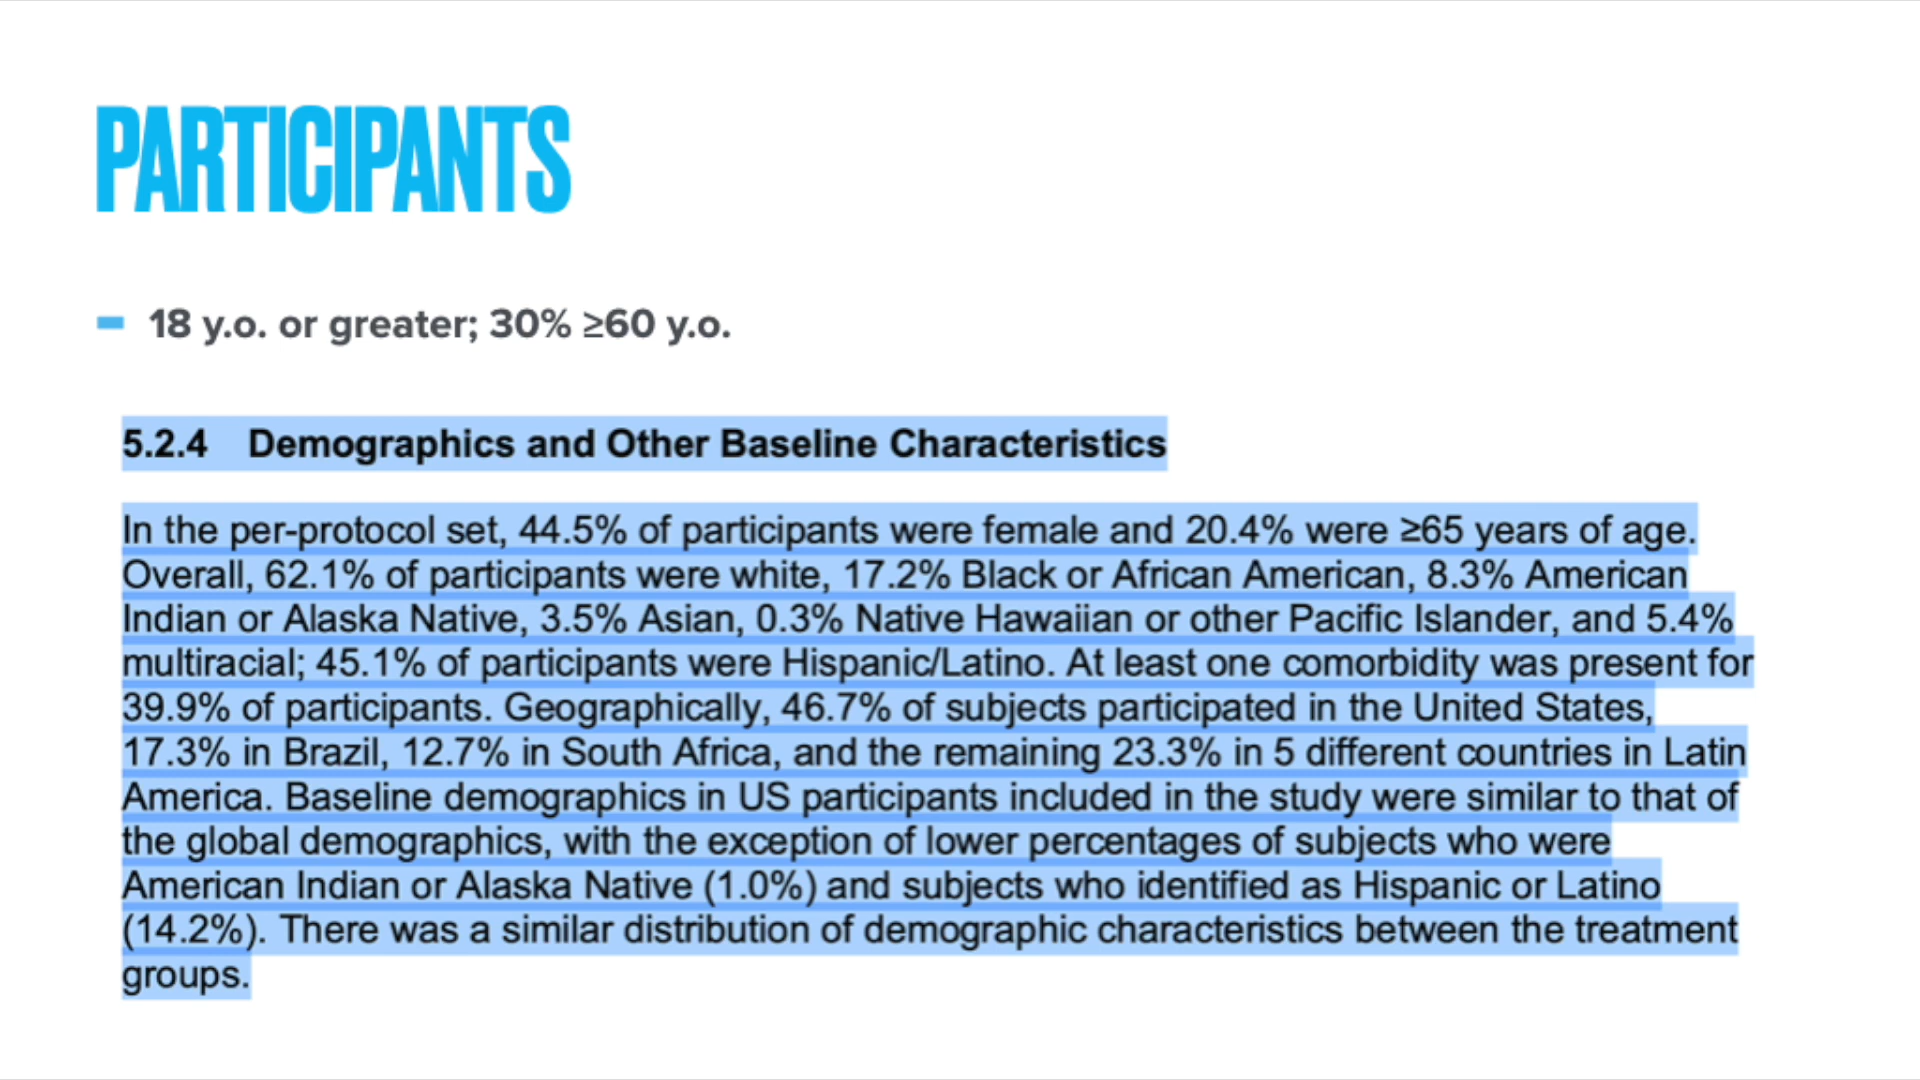 PARTICIPANTS
18 y.o. or greater; 30% ≥60 y.o.
5.2.4 Demographics and Other Baseline Characteristics
In the per-protocol set, 44.5% of participants were female and 20.4% were ≥65 years of age.
Overall, 62.1% of participants were white, 17.2% Black or African American, 8.3% American
Indian or Alaska Native, 3.5% Asian, 0.3% Native Hawaiian or other Pacific Islander, and 5.4%
multiracial; 45.1% of participants were Hispanic/Latino. At least one comorbidity was present for
39.9% of participants. Geographically, 46.7% of subjects participated in the United States,
17.3% in Brazil, 12.7% in South Africa, and the remaining 23.3% in 5 different countries in Latin
America. Baseline demographics in US participants included in the study were similar to that of
the global demographics, with the exception of lower percentages of subjects who were
American Indian or Alaska Native (1.0%) and subjects who identified as Hispanic or Latino
(14.2%). There was a similar distribution of demographic characteristics between the treatment
groups.